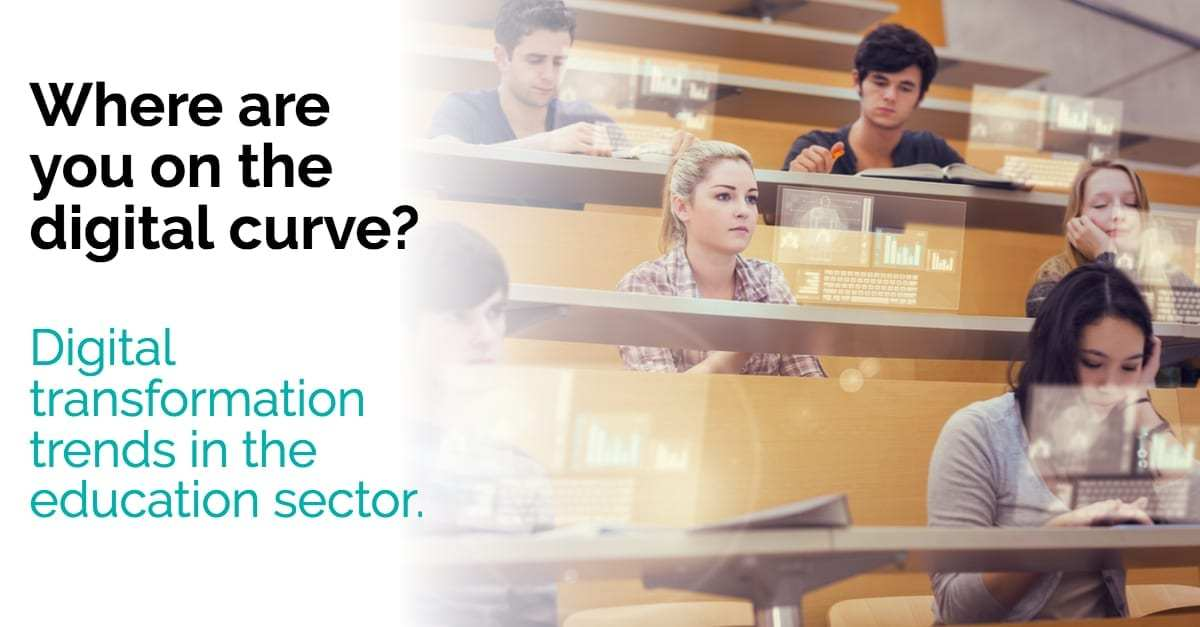 Where are
you on the
digital curve?
Digital
transformation
trends in the
education sector.